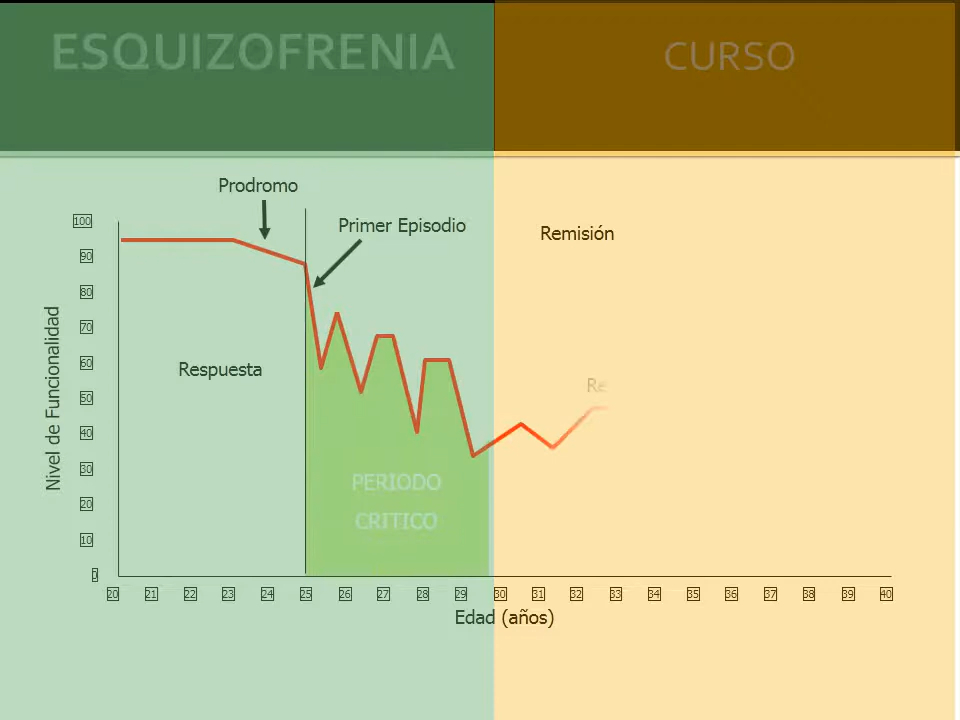 ESQUIZOFRENIA
CURSO
Prodromo
Primer Episodio
Remisión
Respuesta
Nivel de Funcionalidad
100
90
80
70
60
50
40
30
20
10
0
PERIODO
CRITICO
20 21 22 23 24 25 26 27 28 29 30 31 32 33 34 35 36 37 38 39 40
Edad (años)